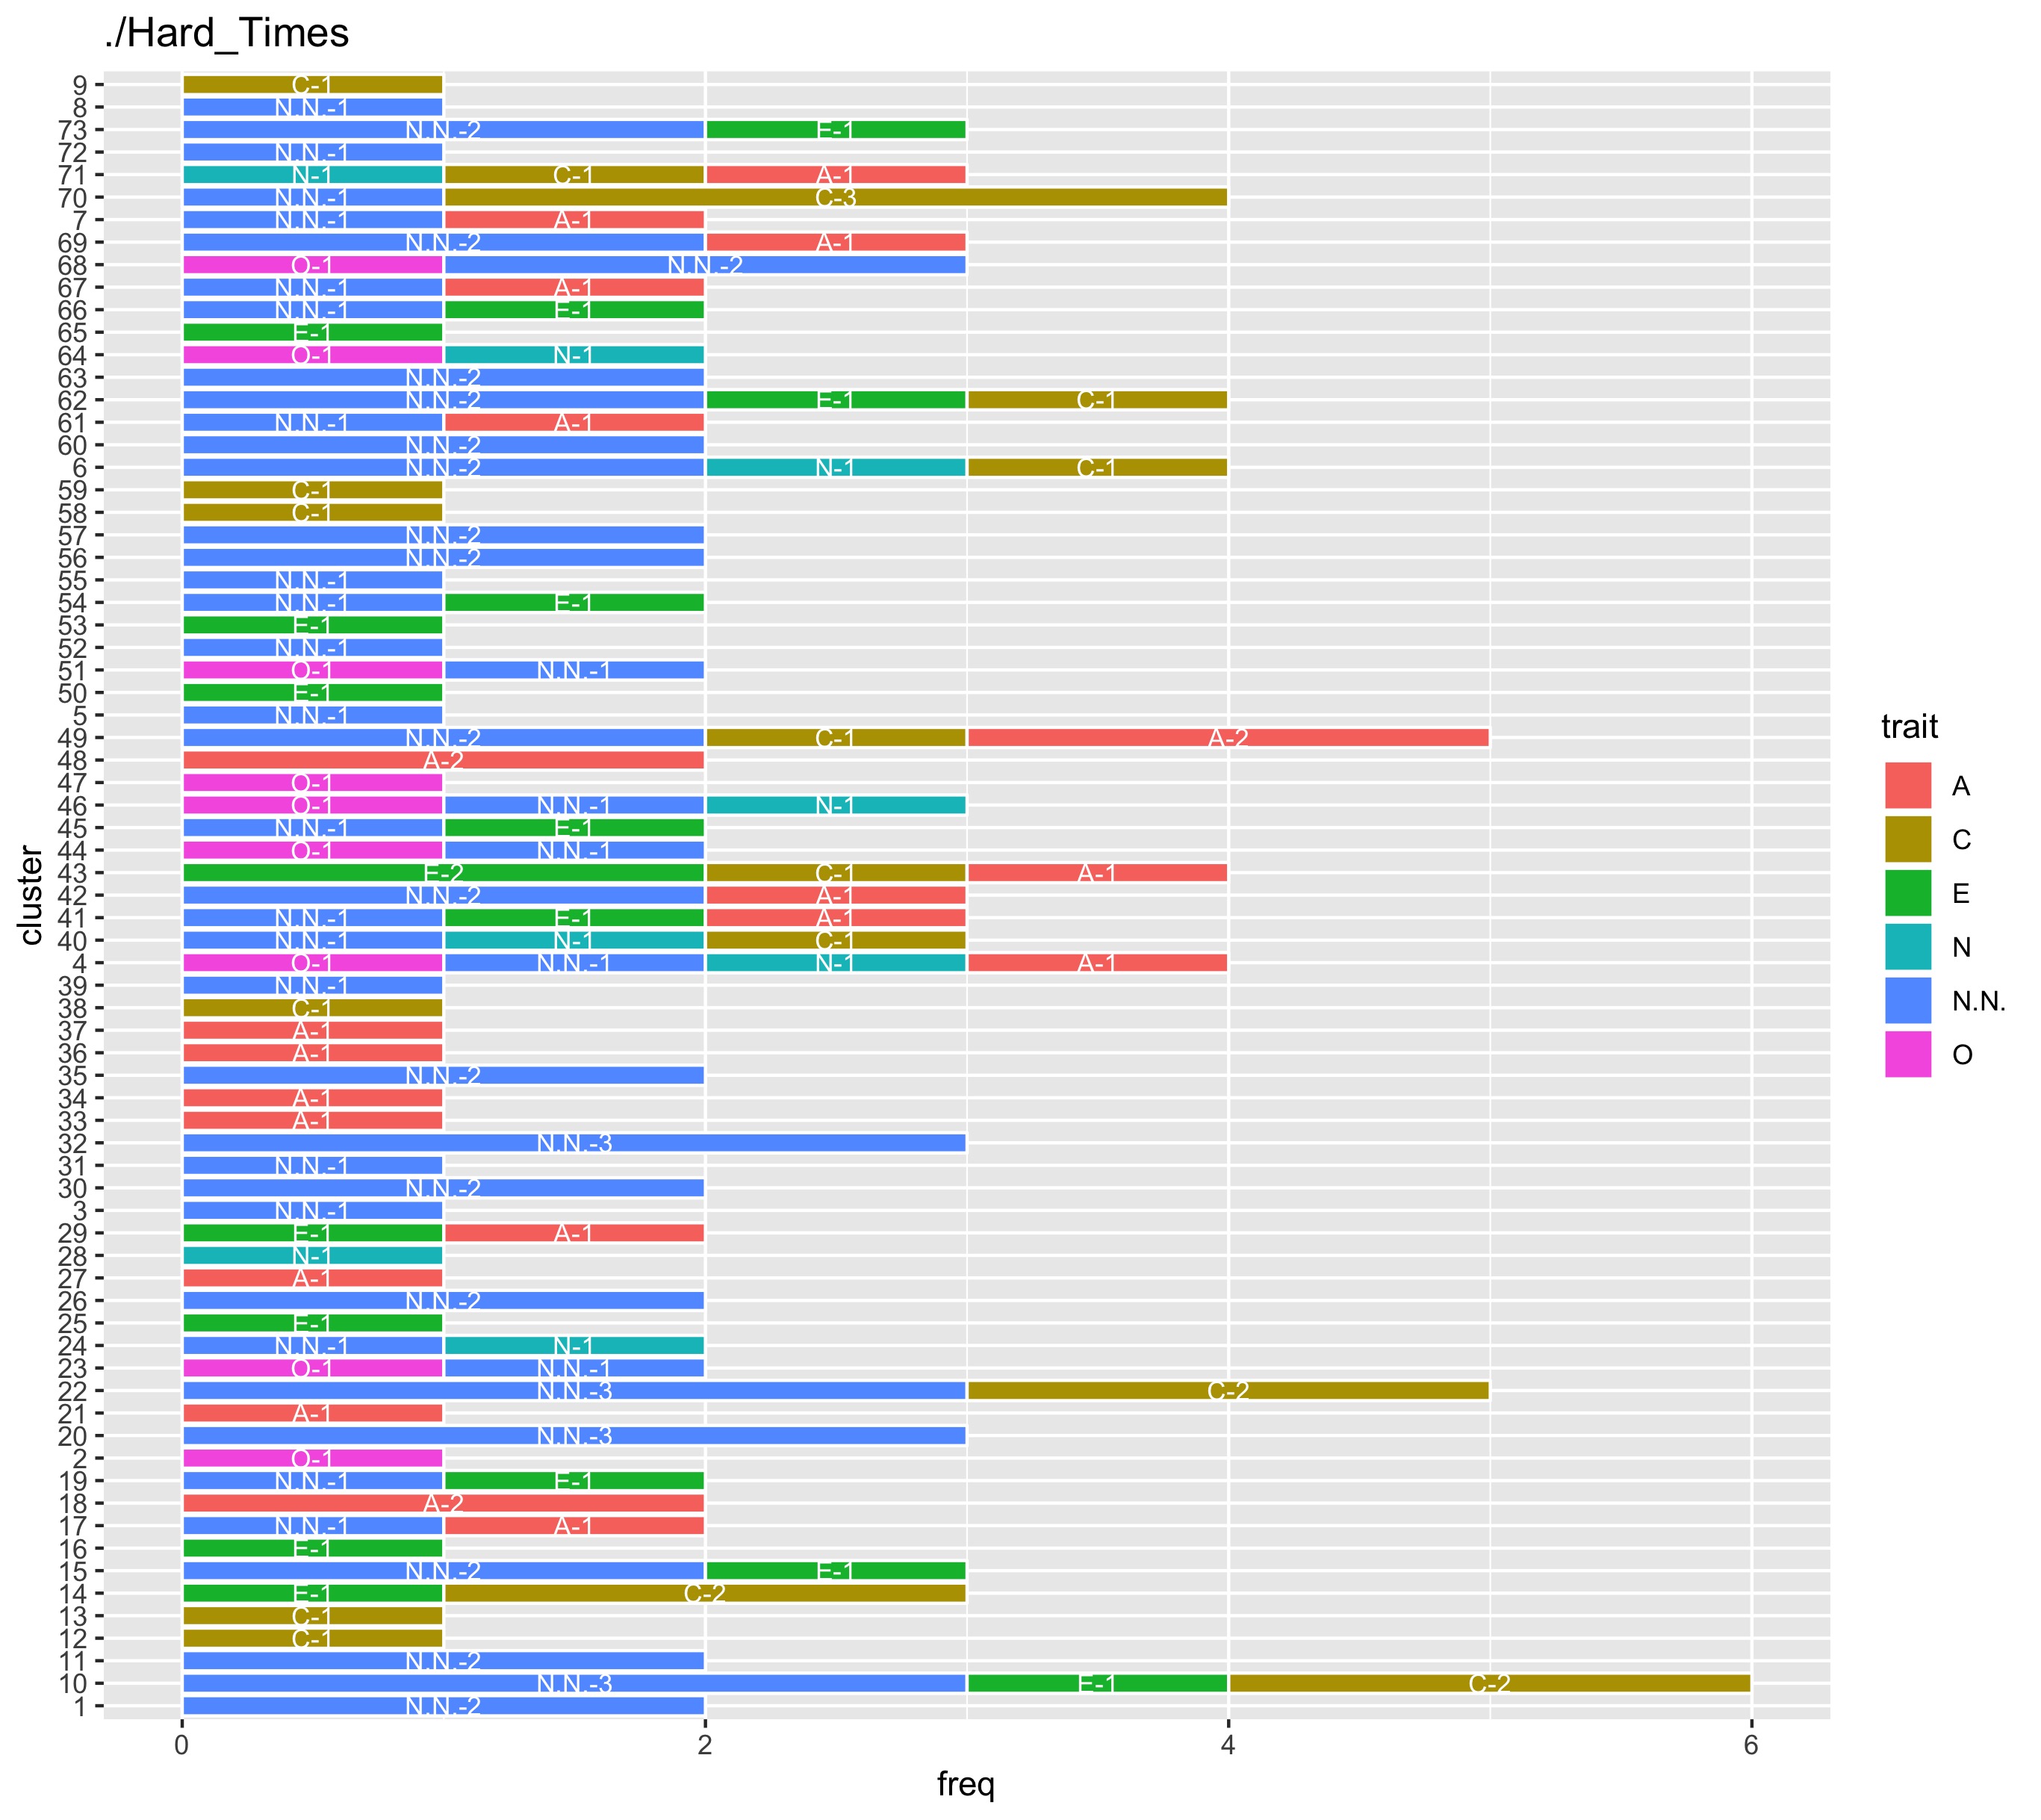 ./Hard_Times
9 C-1
8 N.N.-1
73 N.N.-2 E-1
72 N.N.-1
71 N-1 C-1 A-1
70 N.N.-1 C-3
7 N.N.-1 A-1
69 N.N.-2 A-1
68 O-1 N.N.-2
67 N.N.-1 A-1
66 N.N.-1 E-1
65 E-1
64 O-1 N-1
63 N.N.-2
62 N.N.-2 E-1 C-1
61 N.N.-1 A-1
60 N.N.-2
6 N.N.-2 N-1 C-1
59 C-1
58 C-1
57 N.N.-2
56 N.N.-2
55 N.N.-1
54 N.N.-1 E-1
53 E-1
52 N.N.-1
51 O-1 N.N.-1
50 E-1
5 N.N.-1
49 N.N.-2 C-1 A-2
48 A-2
47 O-1
46 O-1 N.N.-1 N-1
45 N.N.-1 E-1
44 O-1 N.N.-1
43 E-2 C-1 A-1
42 N.N.-2 A-1
41 N.N.-1 E-1 A-1
40 N.N.-1 N-1 C-1
4 O-1 N.N.-1 N-1 A-1
39 N.N.-1
38 C-1
37 A-1
36 A-1
35 N.N.-2
34 A-1
33 A-1
32 N.N.-3
31 N.N.-1
30 N.N.-2
3 N.N.-1
29 E-1 A-1
28 N-1
27 A-1
26 N.N.-2
25 E-1
24 N.N.-1 N-1
23 O-1 N.N.-1
22 N.N.-3 C-2
21 A-1
20 N.N.-3
2 O-1
19 N.N.-1 E-1
18 A-2
17 N.N.-1 A-1
16 E-1
15 N.N.-2 E-1
14 E-1 C-2
13 C-1
12 C-1
11 N.N.-2
10 N.N.-3 E-1 C-2
1 N.N.-2
0 2 4 6
freq
cluster
trait
A
C
E
N
N.N.
O